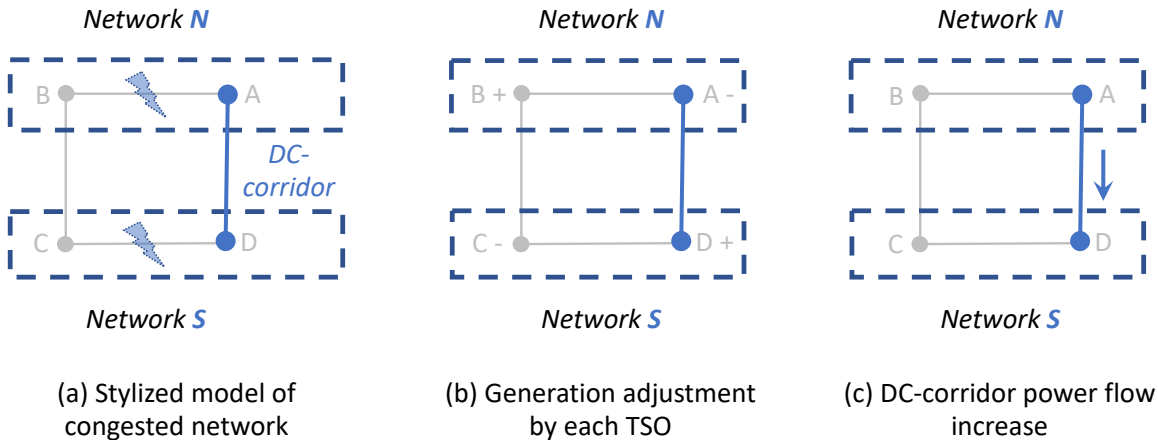 Network N
Network N
Network N
B
A
B +
A -
B
A
DC-
corridor
C
D
C -
D +
C
D
Network S
Network S
Network S
(a) Stylized model of
congested network
(b) Generation adjustment
by each TSO
(c) DC-corridor power flow
increase